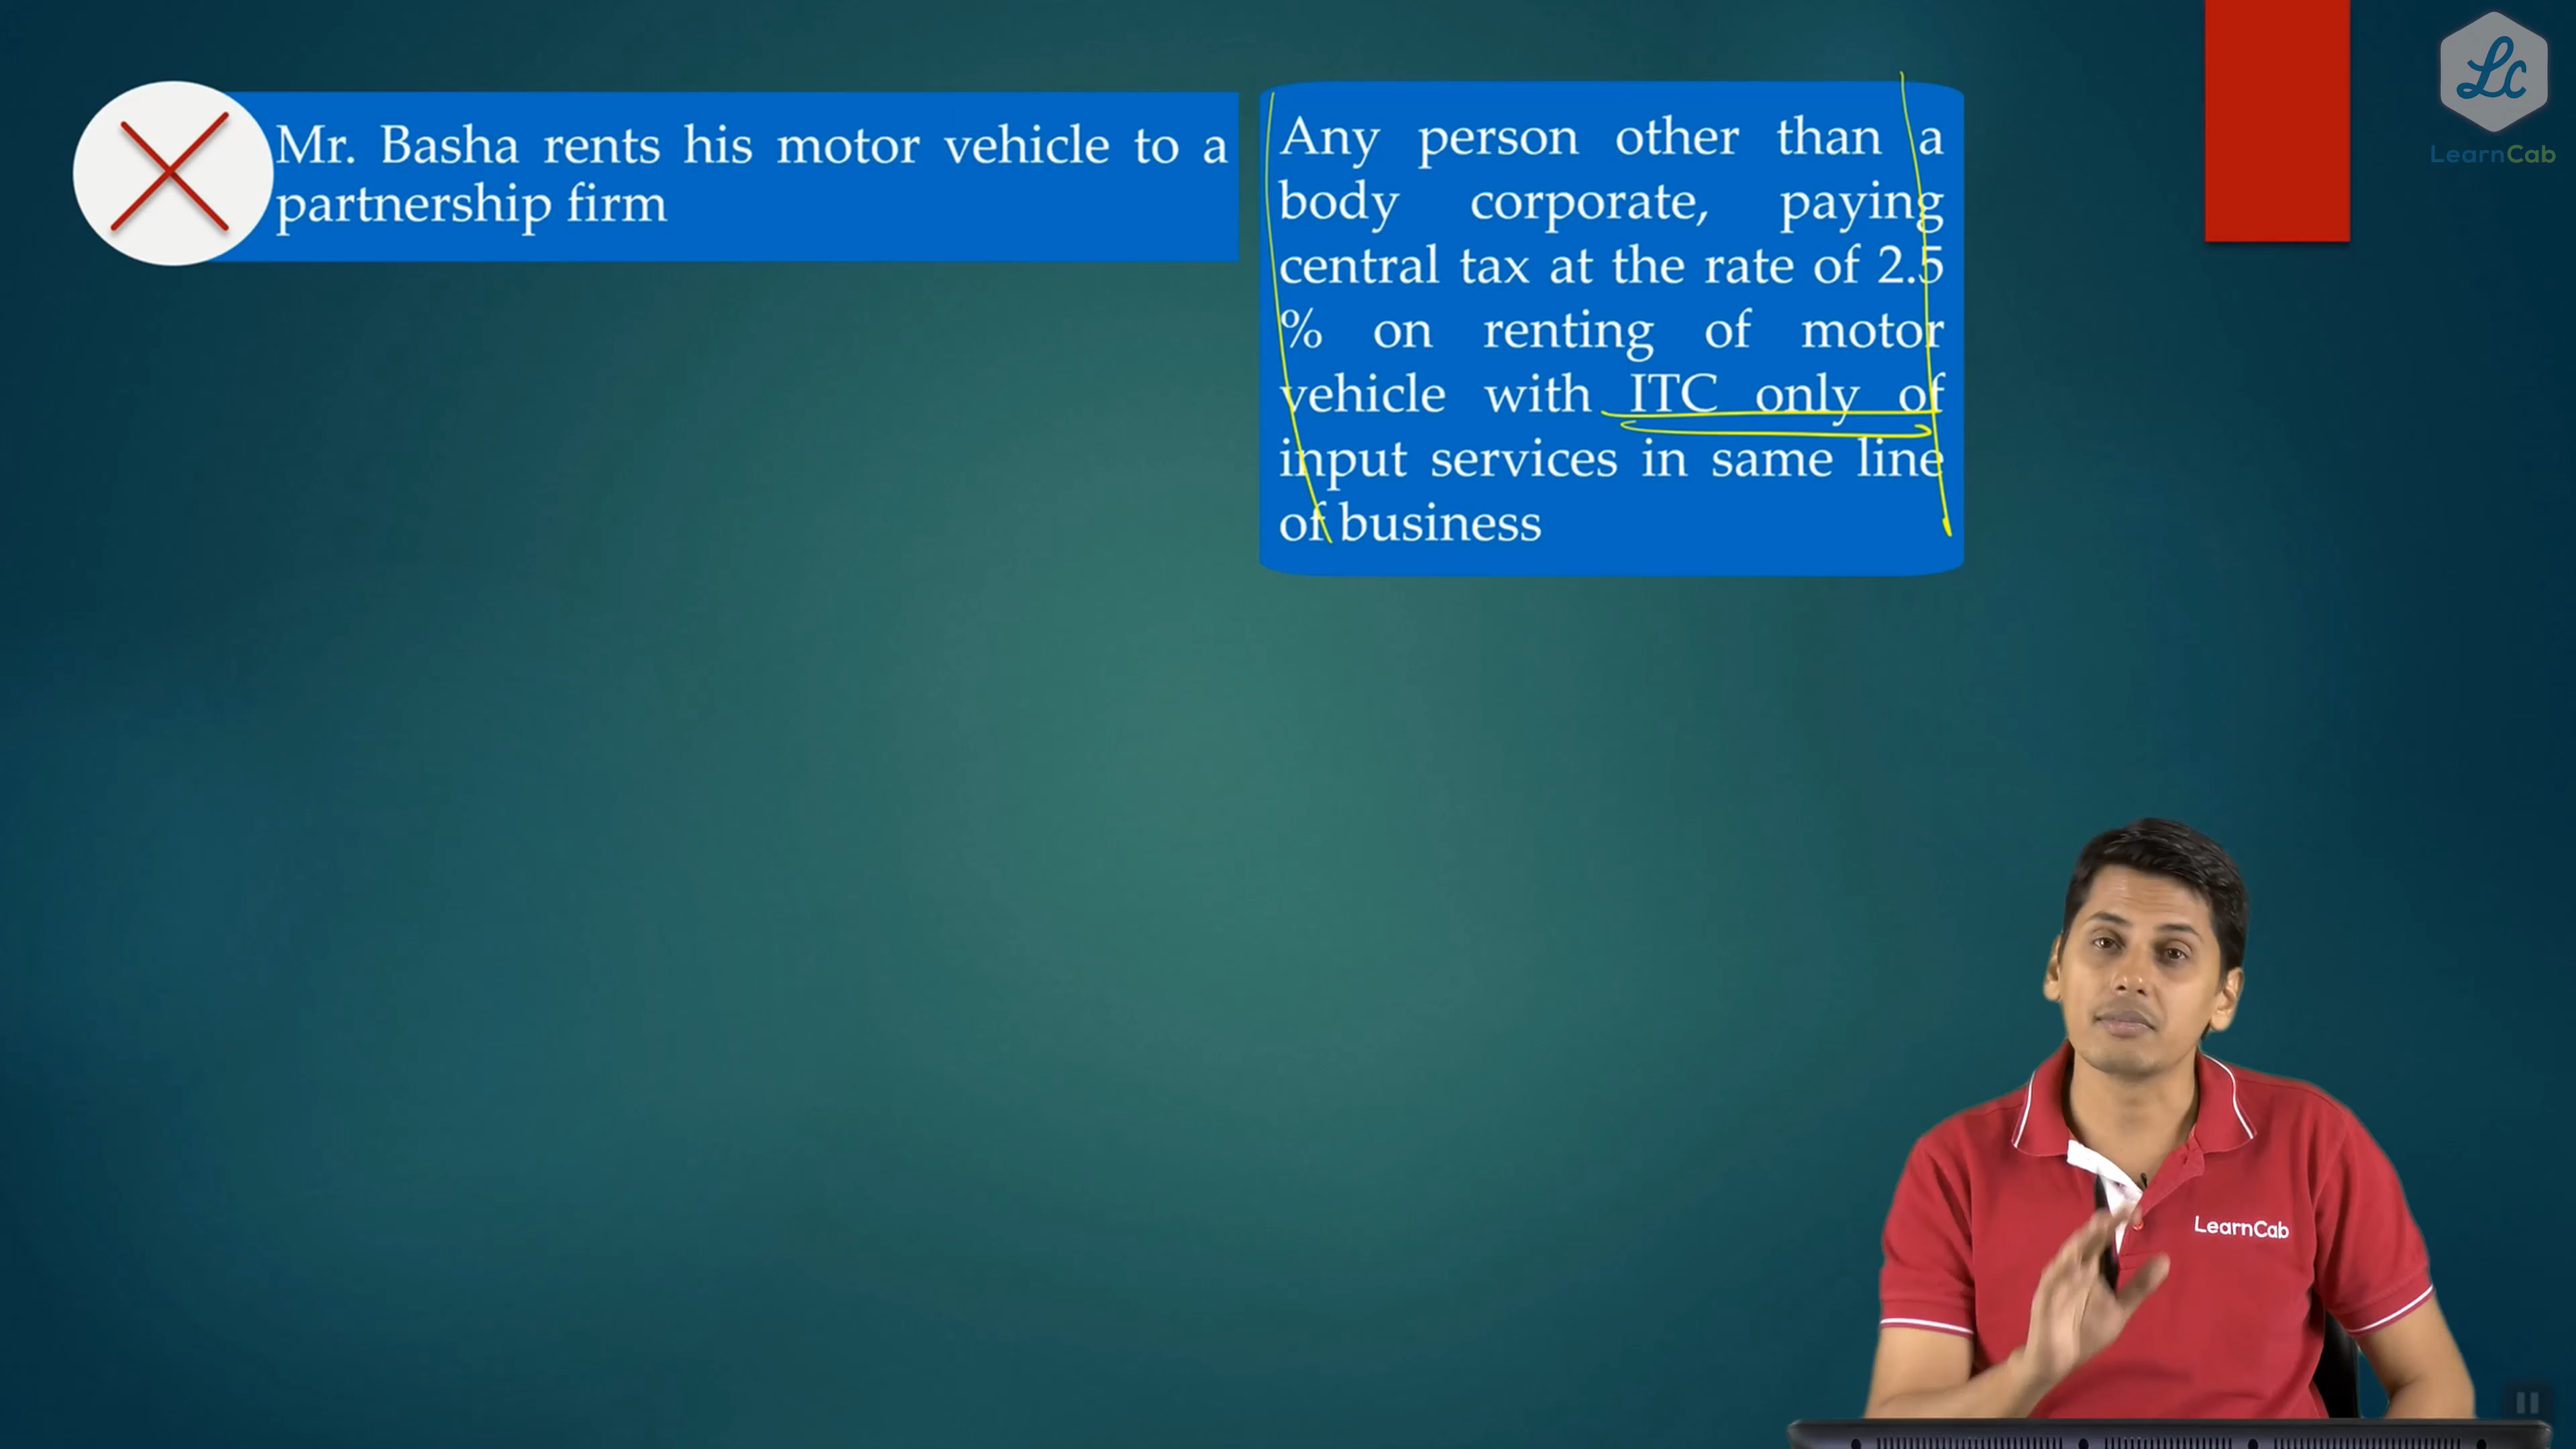 Mr. Basha rents his motor vehicle to a
partnership firm
Any person other than a
body corporate, paying
central tax at the rate of 2.5
% on renting of motor
vehicle with ITC only of
input services in same line
of business
Lc
LearnCab
LearnCab